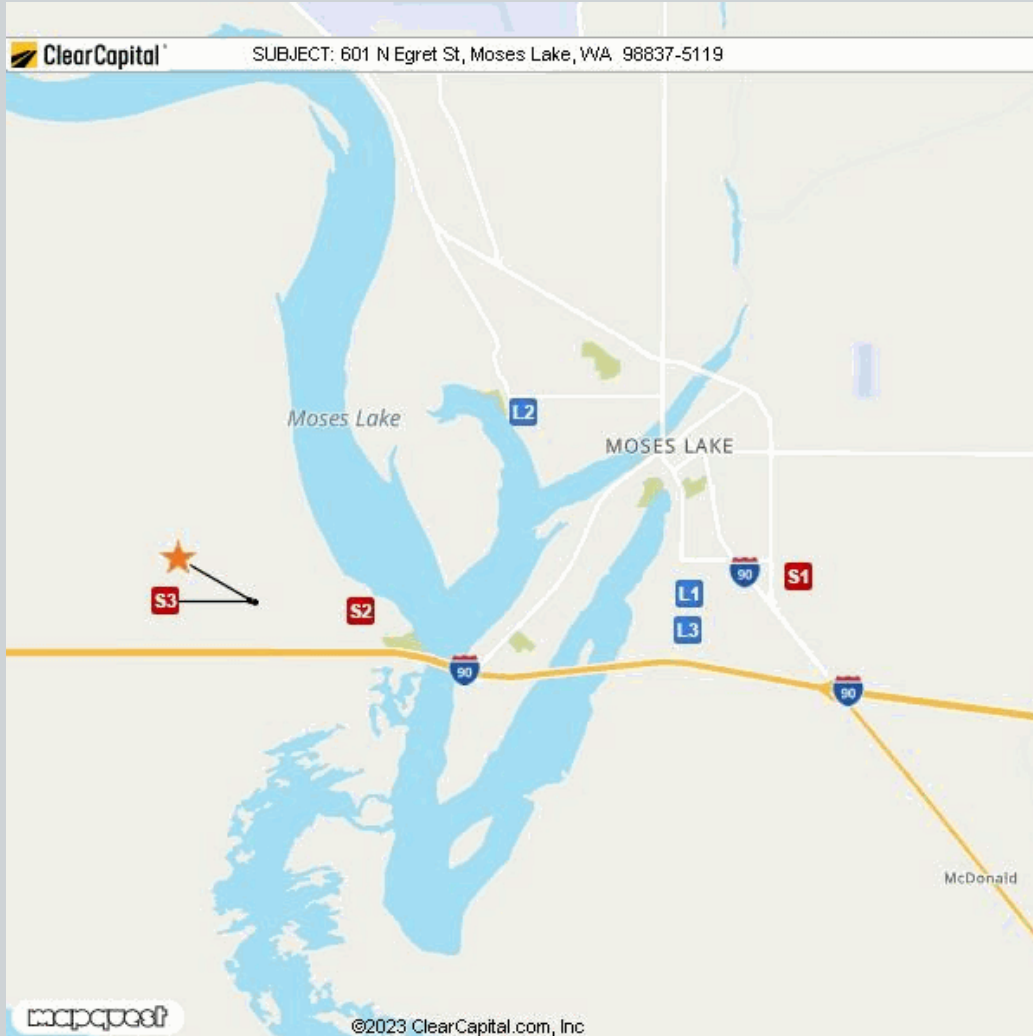 ClearCapital
SUBJECT: 601 N Egret St, Moses Lake, WA 98837-5119
Moses Lake
L2
MOSES LAKE
90
S1
L1
S3
S2
L3
90
90
McDonald
mapquest
©2023 ClearCapital.com, Inc